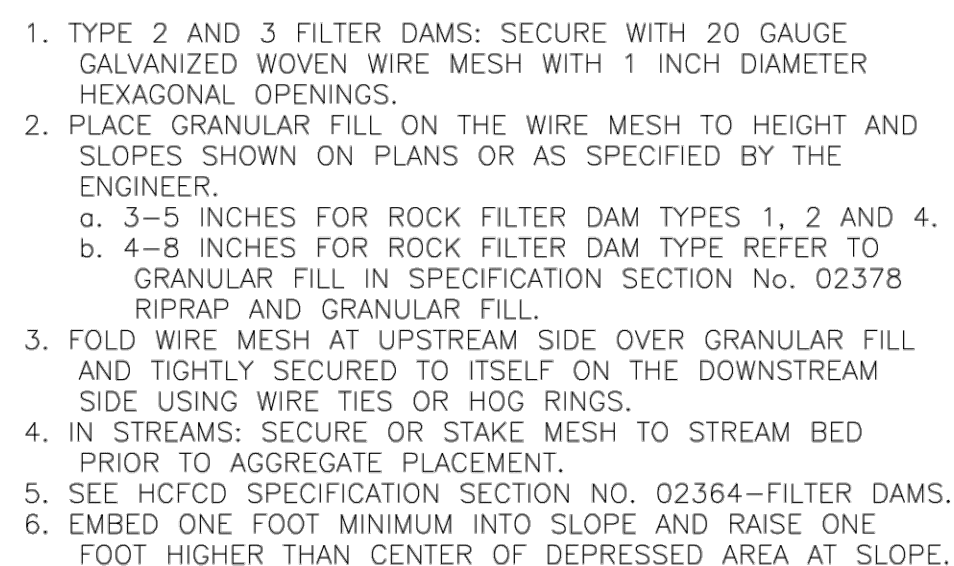 1. TYPE 2 AND 3 FILTER DAMS: SECURE WITH 20 GAUGE
GALVANIZED WOVEN WIRE MESH WITH 1 INCH DIAMETER
HEXAGONAL OPENINGS.
2. PLACE GRANULAR FILL ON THE WIRE MESH TO HEIGHT AND
SLOPES SHOWN ON PLANS OR AS SPECIFIED BY THE
ENGINEER.
a. 3-5 INCHES FOR ROCK FILTER DAM TYPES 1, 2 AND 4.
b. 4-8 INCHES FOR ROCK FILTER DAM TYPE REFER TO
GRANULAR FILL IN SPECIFICATION SECTION No. 02378
RIPRAP AND GRANULAR FILL.
3. FOLD WIRE MESH AT UPSTREAM SIDE OVER GRANULAR FILL
AND TIGHTLY SECURED TO ITSELF ON THE DOWNSTREAM
SIDE USING WIRE TIES OR HOG RINGS.
4. IN STREAMS: SECURE OR STAKE MESH TO STREAM BED
PRIOR TO AGGREGATE PLACEMENT.
5. SEE HCFCD SPECIFICATION SECTION NO. 02364-FILTER DAMS.
6. EMBED ONE FOOT MINIMUM INTO SLOPE AND RAISE ONE
FOOT HIGHER THAN CENTER OF DEPRESSED AREA AT SLOPE.